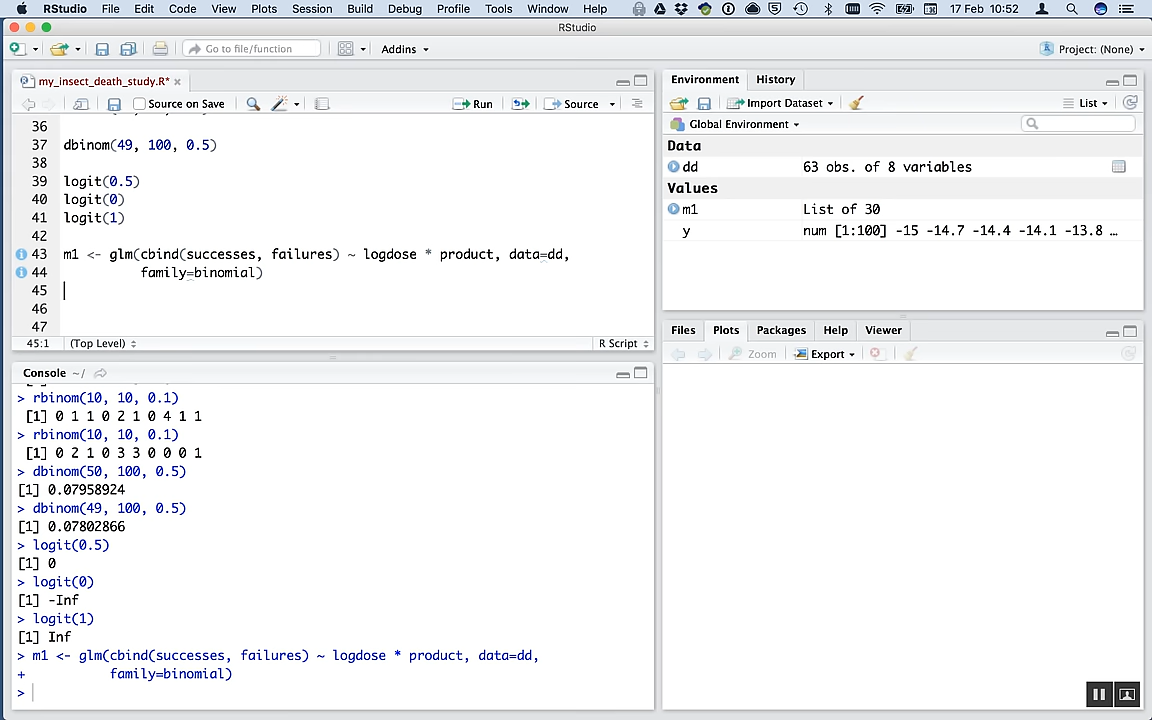 RStudio File Edit Code View Plots Session Build Debug Profile Tools Window Help 17 Feb 10:52
RStudio
Go to file/function Addins Project: (None)
my_insect_death_study.R*
Source on Save Run Source
36
37 dbinom(49, 100, 0.5)
38
39 logit(0.5)
40 logit(0)
41 logit(1)
42
43 m1 <- glm(cbind(successes, failures) ~ logdose * product, data=dd,
44 family=binomial)
45
46
47
45:1 (Top Level) R Script
Console ~/
> rbinom(10, 10, 0.1)
[1] 0 1 1 0 2 1 0 4 1 1
> rbinom(10, 10, 0.1)
[1] 0 2 1 0 3 3 0 0 0 1
> dbinom(50, 100, 0.5)
[1] 0.07958924
> dbinom(49, 100, 0.5)
[1] 0.07802866
> logit(0.5)
[1] 0
> logit(0)
[1] -Inf
> logit(1)
[1] Inf
> m1 <- glm(cbind(successes, failures) ~ logdose * product, data=dd,
+ family=binomial)
>
Environment History
Import Dataset List
Global Environment
Data
dd 63 obs. of 8 variables
Values
m1 List of 30
y num [1:100] -15 -14.7 -14.4 -14.1 -13.8 …
Files Plots Packages Help Viewer
Zoom Export